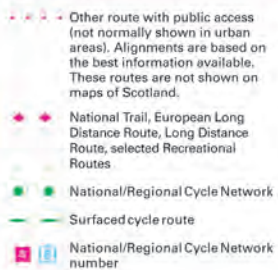 Other route with public access
(not normally shown in urban
areas). Alignments are based on
the best information available.
These routes are not shown on
maps of Scotland.
National Trail, European Long
Distance Route, Long Distance
Route, selected Recreational
Routes
National/Regional Cycle Network
Surfaced cycle route
National/Regional Cycle Network
number